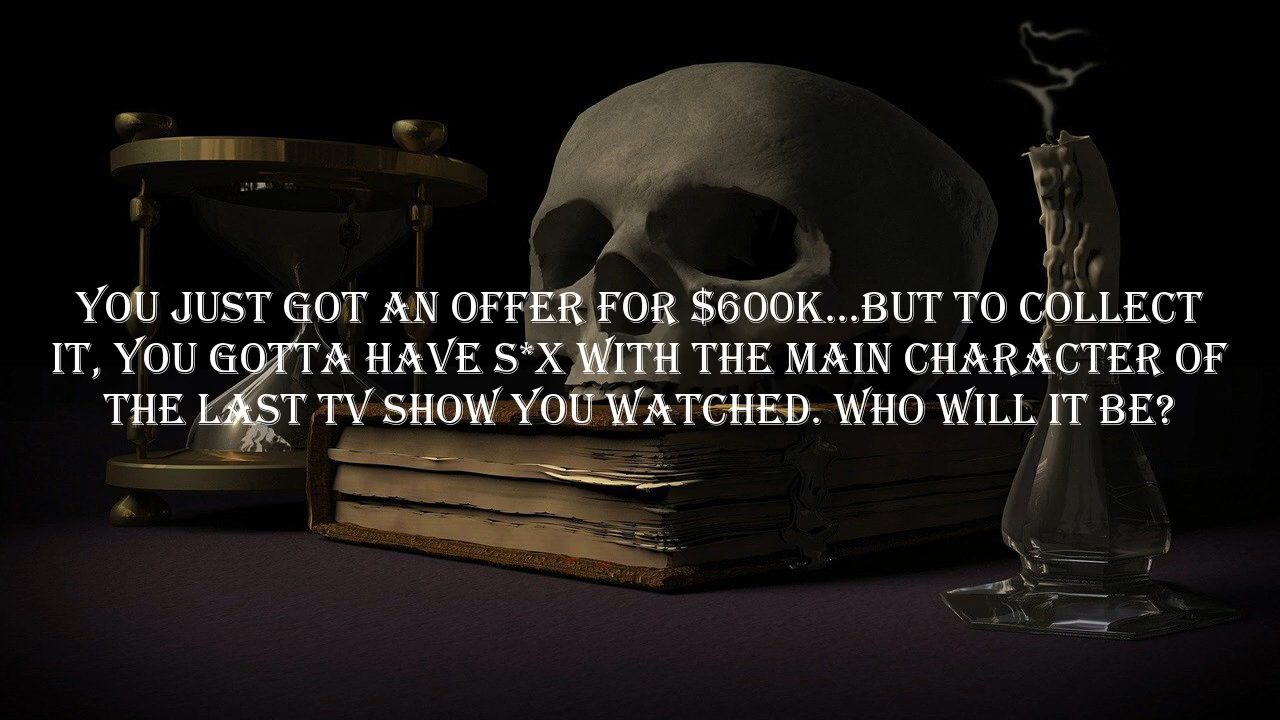 YOU JUST GOT AN OFFER FOR $600K...BUT TO COLLECT
IT, YOU GOTTA HAVE S*X WITH THE MAIN CHARACTER OF
THE LAST TV SHOW YOU WATCHED. WHO WILL IT BE?